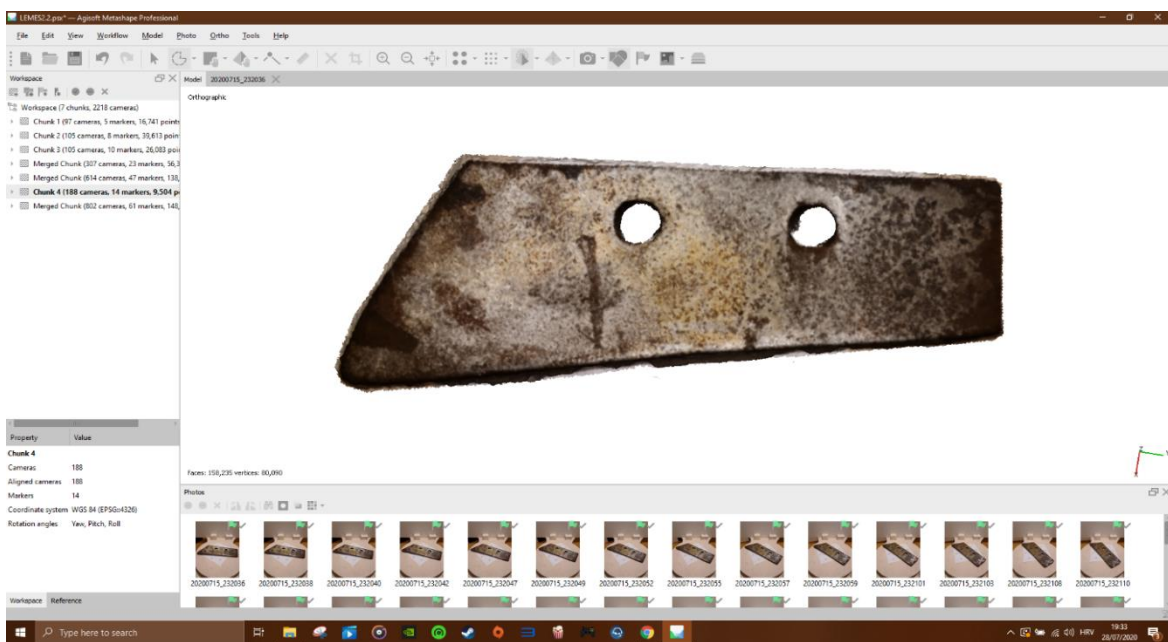 LEMES2.2.psx* — Agisoft Metashape Professional
File Edit View Workflow Model Photo Ortho Tools Help
Workspace
Model 20200715_232036
Orthographic
Workspace (7 chunks, 2218 cameras)
Chunk 1 (97 cameras, 5 markers, 16,741 points
Chunk 2 (105 cameras, 8 markers, 39,613 poin
Chunk 3 (105 cameras, 10 markers, 26,083 poi
Merged Chunk (307 cameras, 23 markers, 56,3
Merged Chunk (614 cameras, 47 markers, 138,
Chunk 4 (188 cameras, 14 markers, 9,504 p
Merged Chunk (802 cameras, 61 markers, 148,
Property Value
Chunk 4
Cameras 188
Aligned cameras 188
Markers 14
Coordinate system WGS 84 (EPSG::4326)
Rotation angles Yaw, Pitch, Roll
Faces: 158,235 vertices: 80,090
Photos
20200715_232036 20200715_232038 20200715_232040 20200715_232042 20200715_232047 20200715_232049 20200715_232052 20200715_232055 20200715_232057 20200715_232059 20200715_232101 20200715_232103 20200715_232108 20200715_232110
Workspace Reference
Type here to search
HRV
19:33
28/07/2020